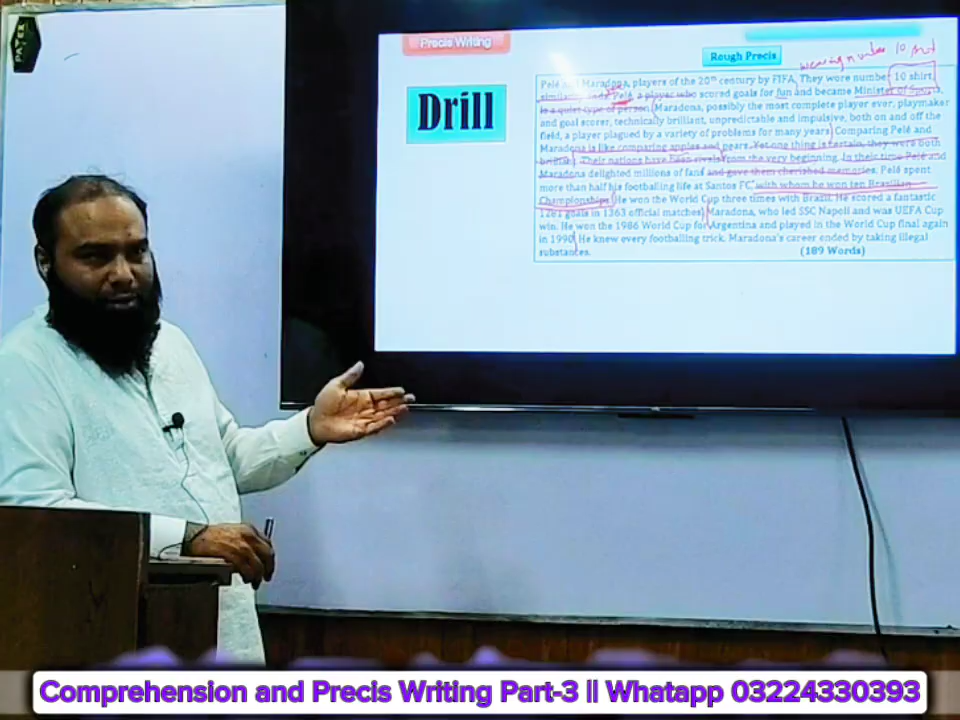 PAYEX
Precis Writing
Rough Precis
wearing number 10 shirt
Drill
Pelé and Maradona, players of the 20th century by FIFA. They wore number 10 shirt
Pelé, a player who scored goals for fun and became Minister of Sports,
is a quiet type of person. Maradona, possibly the most complete player ever, playmaker
and goal scorer, technically brilliant, unpredictable and impulsive, both on and off the
field, a player plagued by a variety of problems for many years. Comparing Pelé and
Maradona is like comparing apples and pears. Yet one thing is certain, they were both
brilliant. Their nations have been rivals from the very beginning. In their time Pelé and
Maradona delighted millions of fans and gave them cherished memories. Pelé spent
more than half his footballing life at Santos FC with whom he won ten Brazilian
Championships. He won the World Cup three times with Brazil. He scored a fantastic
1281 goals in 1363 official matches. Maradona, who led SSC Napoli and was UEFA Cup
win. He won the 1986 World Cup for Argentina and played in the World Cup final again
in 1990. He knew every footballing trick. Maradona's career ended by taking illegal
substances. (189 Words)
Comprehension and Precis Writing Part-3 || Whatapp 03224330393